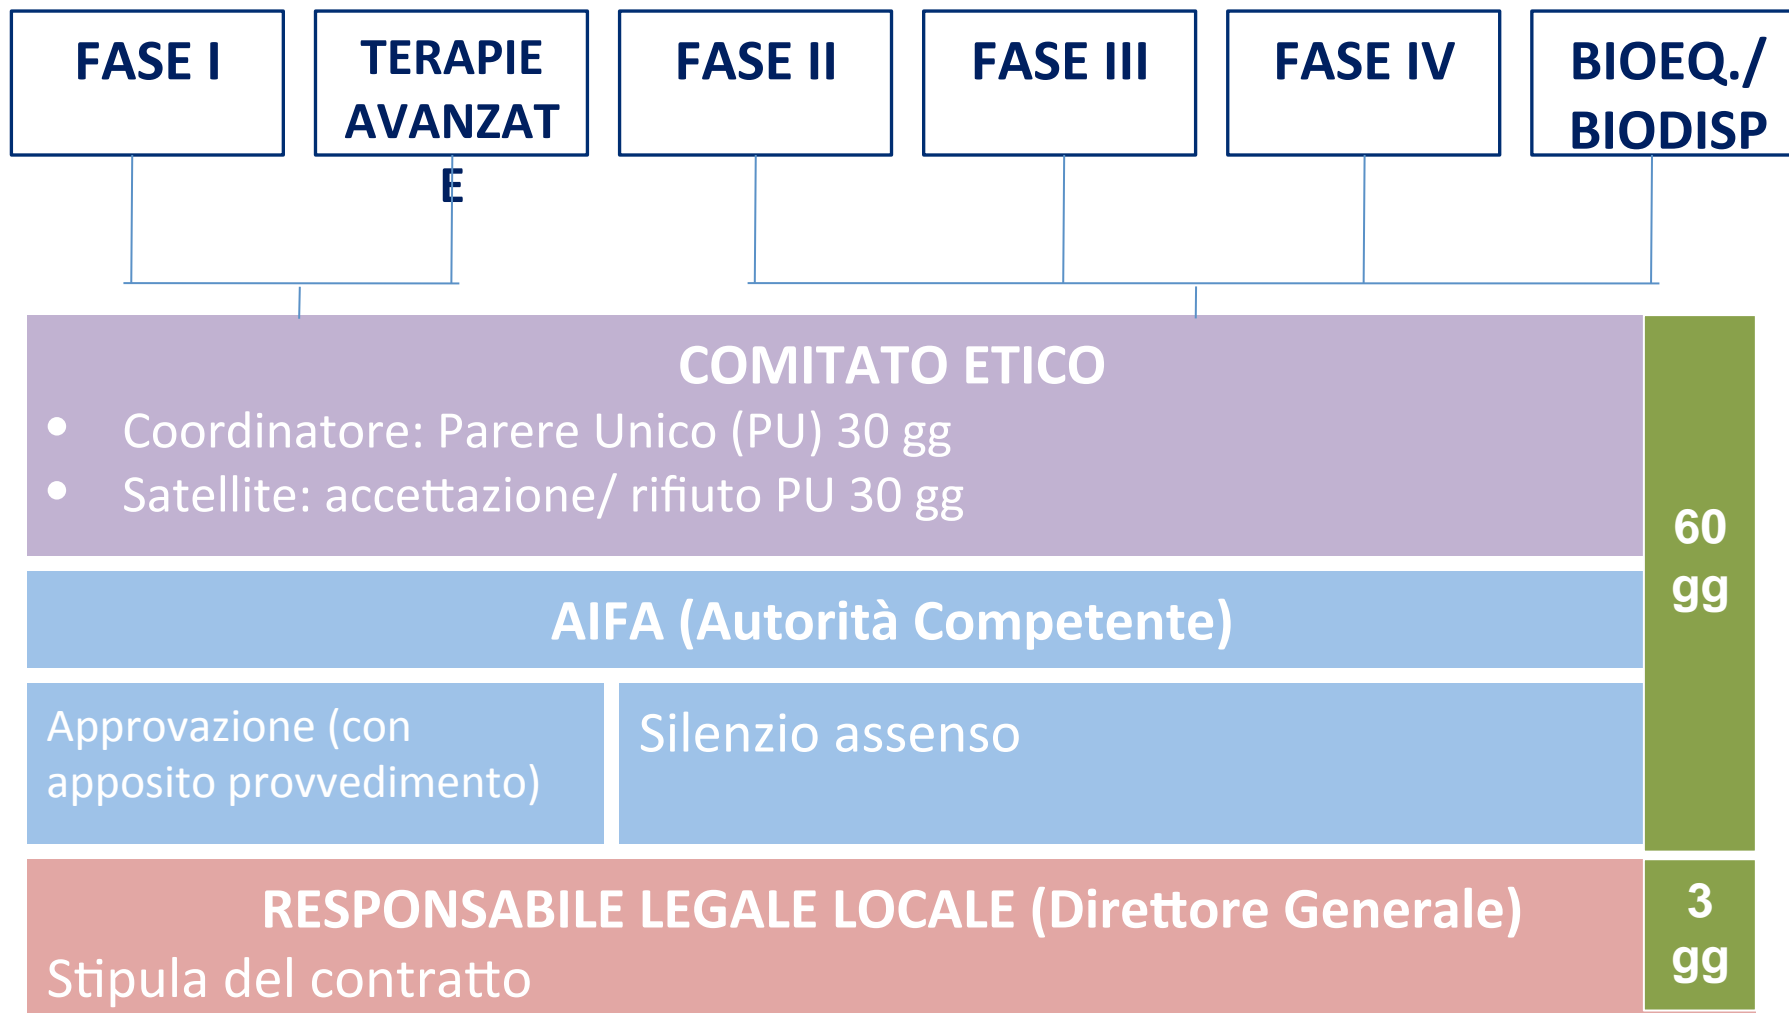 FASE I
TERAPIE
AVANZAT
E
FASE II
FASE III
FASE IV
BIOEQ./
BIODISP
COMITATO ETICO
• Coordinatore: Parere Unico (PU) 30 gg
• Satellite: accettazione/ rifiuto PU 30 gg
60
gg
AIFA (Autorità Competente)
Approvazione (con
apposito provvedimento)
Silenzio assenso
RESPONSABILE LEGALE LOCALE (Direttore Generale)
Stipula del contratto
3
gg